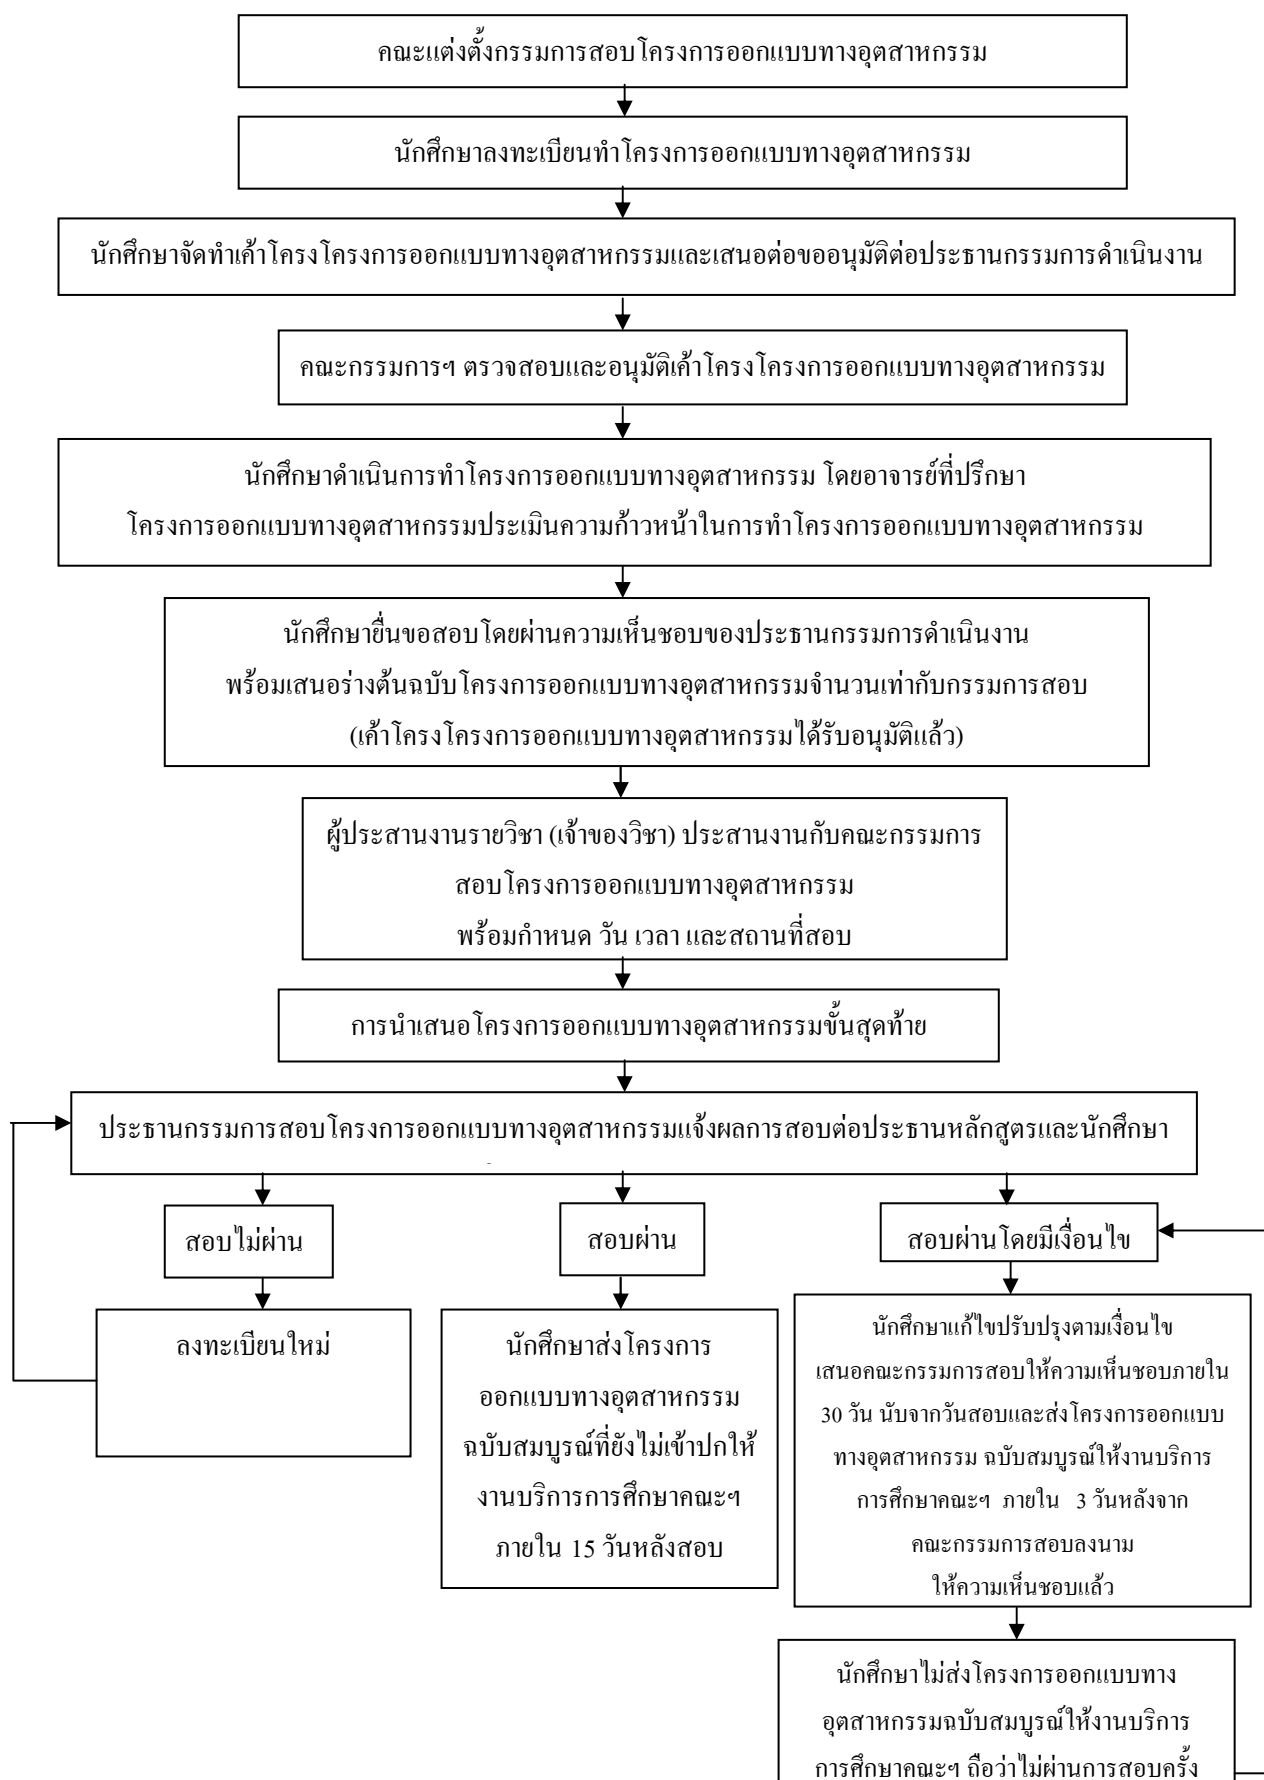 คณะแต่งตั้งกรรมการสอบโครงการออกแบบทางอุตสาหกรรม
นักศึกษาลงทะเบียนทำโครงการออกแบบทางอุตสาหกรรม
นักศึกษาจัดทำเค้าโครงโครงการออกแบบทางอุตสาหกรรมและเสนอต่อขออนุมัติต่อประธานกรรมการดำเนินงาน
คณะกรรมการฯ ตรวจสอบและอนุมัติเค้าโครงโครงการออกแบบทางอุตสาหกรรม
นักศึกษาดำเนินการทำโครงการออกแบบทางอุตสาหกรรม โดยอาจารย์ที่ปรึกษา
โครงการออกแบบทางอุตสาหกรรมประเมินความก้าวหน้าในการทำโครงการออกแบบทางอุตสาหกรรม
นักศึกษายื่นขอสอบโดยผ่านความเห็นชอบของประธานกรรมการดำเนินงาน
พร้อมเสนอร่างต้นฉบับโครงการออกแบบทางอุตสาหกรรมจำนวนเท่ากับกรรมการสอบ
(เค้าโครงโครงการออกแบบทางอุตสาหกรรมได้รับอนุมัติแล้ว)
ผู้ประสานงานรายวิชา (เจ้าของวิชา) ประสานงานกับคณะกรรมการ
สอบโครงการออกแบบทางอุตสาหกรรม
พร้อมกำหนด วัน เวลา และสถานที่สอบ
การนำเสนอโครงการออกแบบทางอุตสาหกรรมขั้นสุดท้าย
ประธานกรรมการสอบโครงการออกแบบทางอุตสาหกรรมแจ้งผลการสอบต่อประธานหลักสูตรและนักศึกษา
สอบไม่ผ่าน
ลงทะเบียนใหม่
สอบผ่าน
นักศึกษาส่งโครงการ
ออกแบบทางอุตสาหกรรม
ฉบับสมบูรณ์ที่ยังไม่เข้าปกให้
งานบริการการศึกษาคณะฯ
ภายใน 15 วันหลังสอบ
สอบผ่านโดยมีเงื่อนไข
นักศึกษาแก้ไขปรับปรุงตามเงื่อนไข
เสนอคณะกรรมการสอบให้ความเห็นชอบภายใน
30 วัน นับจากวันสอบและส่งโครงการออกแบบ
ทางอุตสาหกรรม ฉบับสมบูรณ์ให้งานบริการ
การศึกษาคณะฯ ภายใน 3 วันหลังจาก
คณะกรรมการสอบลงนาม
ให้ความเห็นชอบแล้ว
นักศึกษาไม่ส่งโครงการออกแบบทาง
อุตสาหกรรมฉบับสมบูรณ์ให้งานบริการ
การศึกษาคณะฯ ถือว่าไม่ผ่านการสอบครั้ง